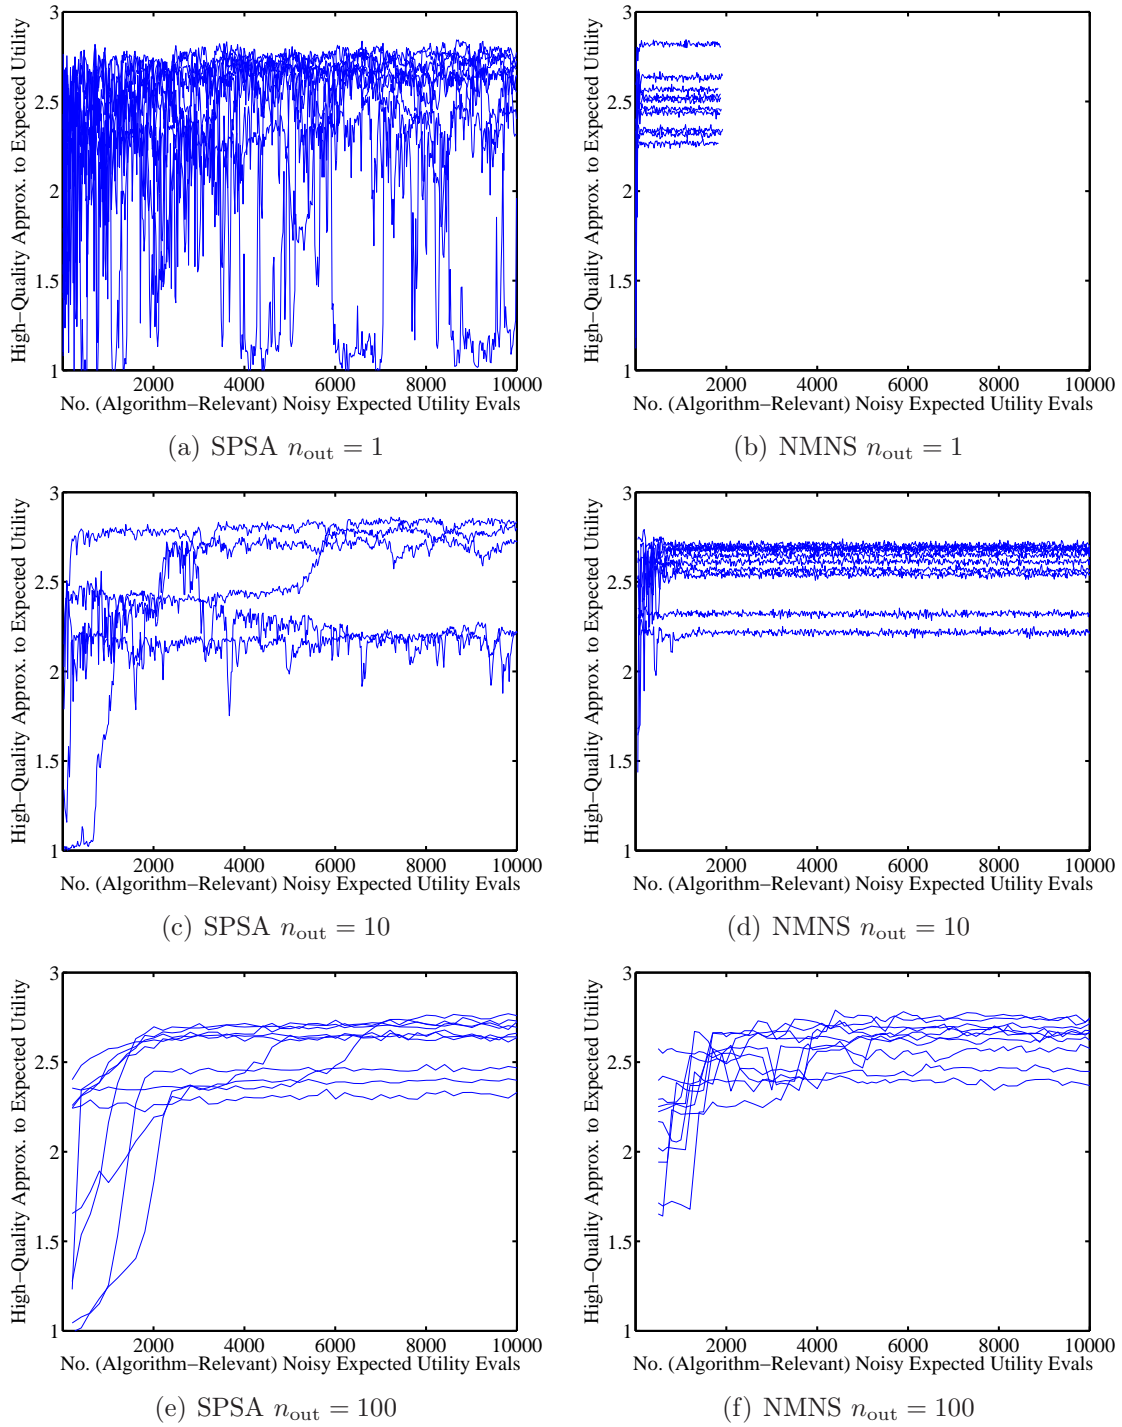 3
2.5
2
1.5
1
High−Quality Approx. to Expected Utility
2000 4000 6000 8000 10000
No. (Algorithm−Relevant) Noisy Expected Utility Evals
(a) SPSA n_out = 1
3
2.5
2
1.5
1
High−Quality Approx. to Expected Utility
2000 4000 6000 8000 10000
No. (Algorithm−Relevant) Noisy Expected Utility Evals
(b) NMNS n_out = 1
3
2.5
2
1.5
1
High−Quality Approx. to Expected Utility
2000 4000 6000 8000 10000
No. (Algorithm−Relevant) Noisy Expected Utility Evals
(c) SPSA n_out = 10
3
2.5
2
1.5
1
High−Quality Approx. to Expected Utility
2000 4000 6000 8000 10000
No. (Algorithm−Relevant) Noisy Expected Utility Evals
(d) NMNS n_out = 10
3
2.5
2
1.5
1
High−Quality Approx. to Expected Utility
2000 4000 6000 8000 10000
No. (Algorithm−Relevant) Noisy Expected Utility Evals
(e) SPSA n_out = 100
3
2.5
2
1.5
1
High−Quality Approx. to Expected Utility
2000 4000 6000 8000 10000
No. (Algorithm−Relevant) Noisy Expected Utility Evals
(f) NMNS n_out = 100